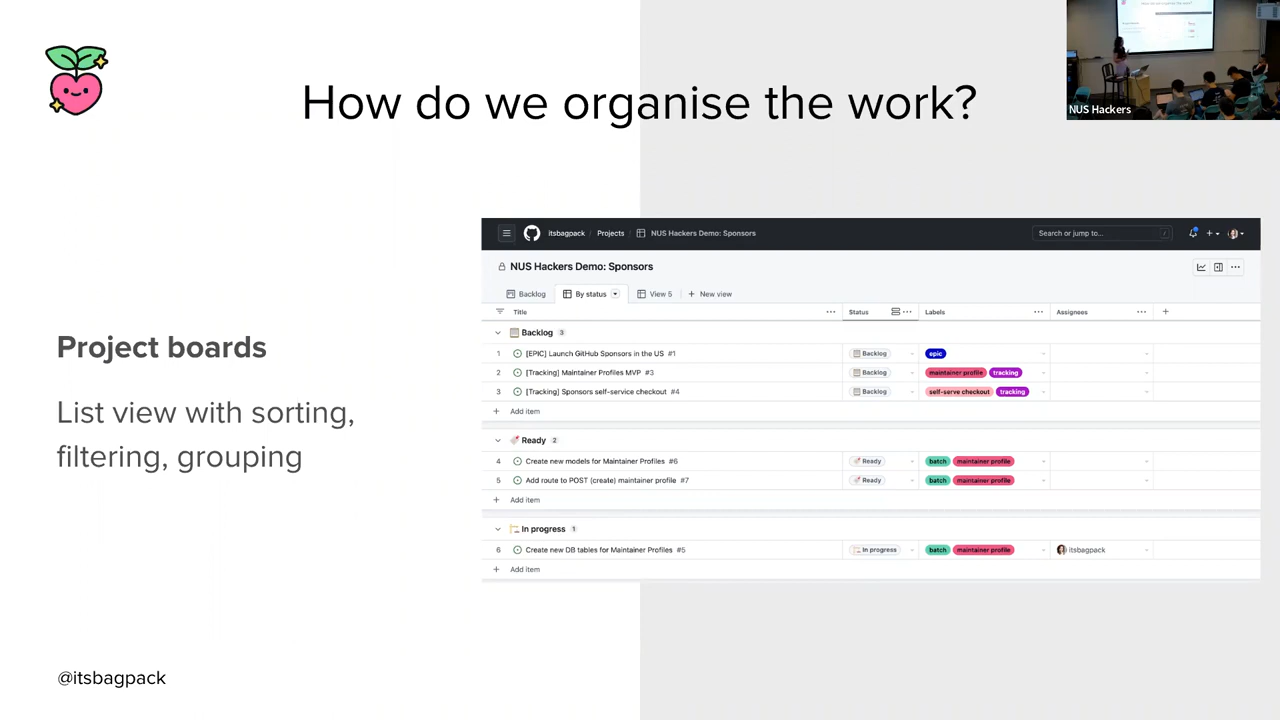 How do we organise the work?
NUS Hackers
Project boards
List view with sorting,
filtering, grouping
itsbagpack / Projects / NUS Hackers Demo: Sponsors
Search or jump to... /
NUS Hackers Demo: Sponsors
Backlog By status View 5 + New view
Title Status Labels Assignees
Backlog 3
1 [EPIC] Launch GitHub Sponsors in the US #1 Backlog epic
2 [Tracking] Maintainer Profiles MVP #3 Backlog maintainer profile tracking
3 [Tracking] Sponsors self-service checkout #4 Backlog self-serve checkout tracking
+ Add item
Ready 2
4 Create new models for Maintainer Profiles #6 Ready batch maintainer profile
5 Add route to POST (create) maintainer profile #7 Ready batch maintainer profile
+ Add item
In progress 1
6 Create new DB tables for Maintainer Profiles #5 In progress batch maintainer profile itsbagpack
+ Add item
@itsbagpack